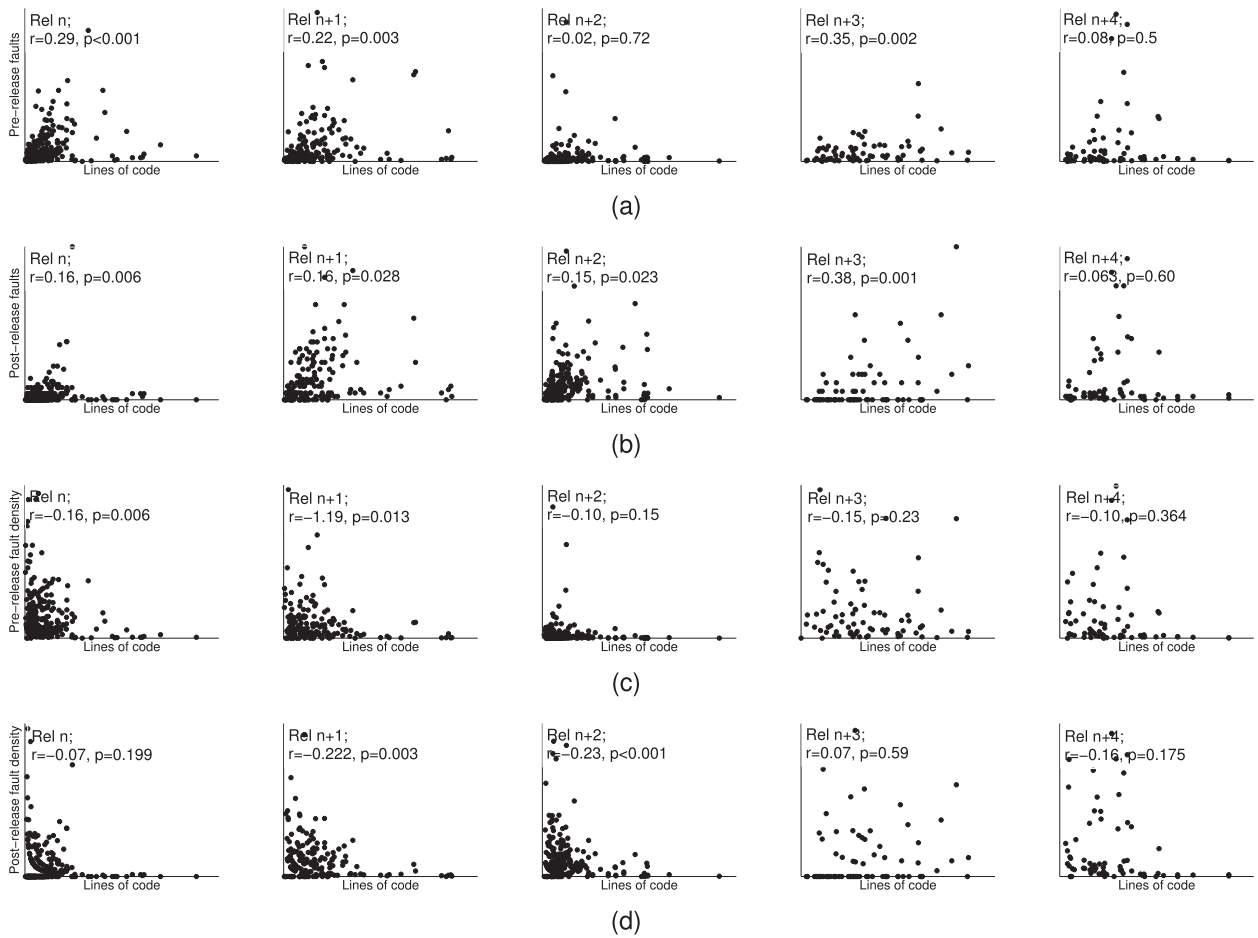 Pre−release faults
Rel n;
r=0.29, p<0.001
Lines of code
Rel n+1;
r=0.22, p=0.003
Lines of code
Rel n+2;
r=0.02, p=0.72
Lines of code
Rel n+3;
r=0.35, p=0.002
Lines of code
Rel n+4;
r=0.08, p=0.5
Lines of code
(a)
Post−release faults
Rel n;
r=0.16, p=0.006
Lines of code
Rel n+1;
r=0.16, p=0.028
Lines of code
Rel n+2;
r=0.15, p=0.023
Lines of code
Rel n+3;
r=0.38, p=0.001
Lines of code
Rel n+4;
r=0.063, p=0.60
Lines of code
(b)
Pre−release fault density
Rel n;
r=−0.16, p=0.006
Lines of code
Rel n+1;
r=−1.19, p=0.013
Lines of code
Rel n+2;
r=−0.10, p=0.15
Lines of code
Rel n+3;
r=−0.15, p=0.23
Lines of code
Rel n+4;
r=−0.10, p=0.364
Lines of code
(c)
Post−release fault density
Rel n;
r=−0.07, p=0.199
Lines of code
Rel n+1;
r=−0.222, p=0.003
Lines of code
Rel n+2;
r=−0.23, p<0.001
Lines of code
Rel n+3;
r=0.07, p=0.59
Lines of code
Rel n+4;
r=−0.16, p=0.175
Lines of code
(d)